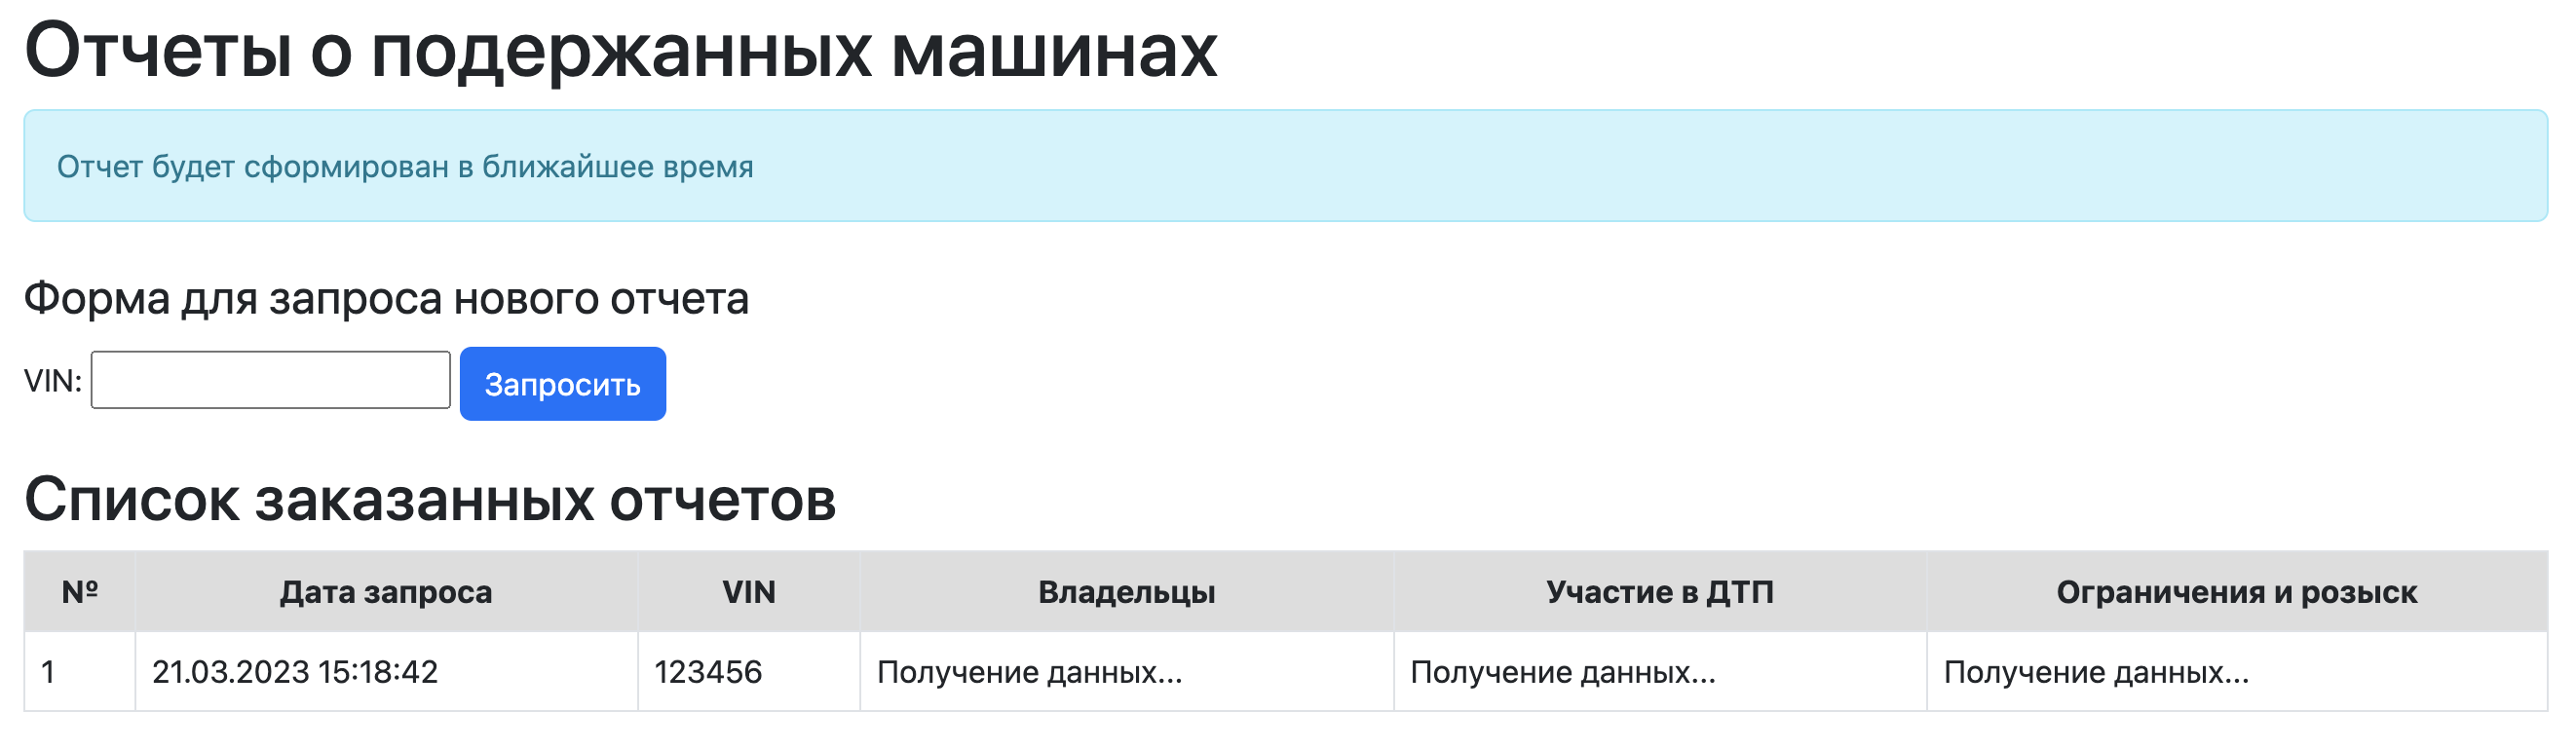 Отчеты о подержанных машинах
Отчет будет сформирован в ближайшее время
Форма для запроса нового отчета
VIN: Запросить
Список заказанных отчетов
№ Дата запроса VIN Владельцы Участие в ДТП Ограничения и розыск
1 21.03.2023 15:18:42 123456 Получение данных... Получение данных... Получение данных...